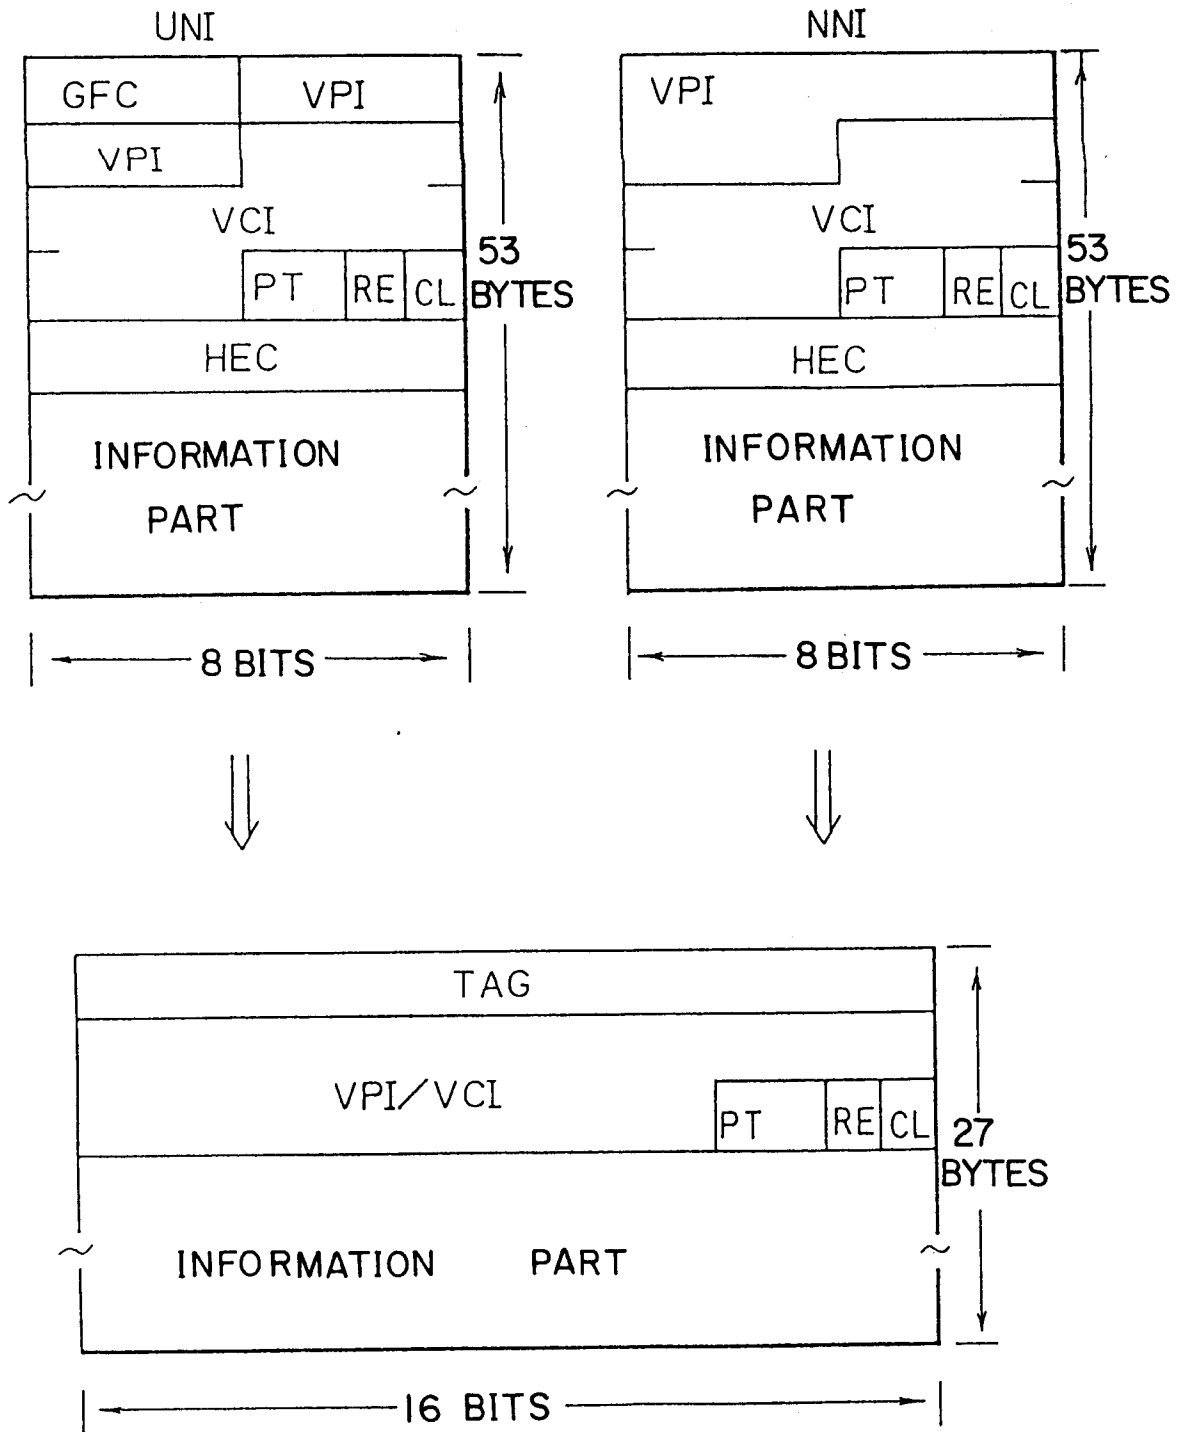 UNI
GFC VPI
VPI
VCI
PT RE CL
HEC
INFORMATION
PART
53
BYTES
8 BITS
NNI
VPI
VCI
PT RE CL
HEC
INFORMATION
PART
53
BYTES
8 BITS
TAG
VPI/VCI
PT RE CL
INFORMATION PART
27
BYTES
16 BITS